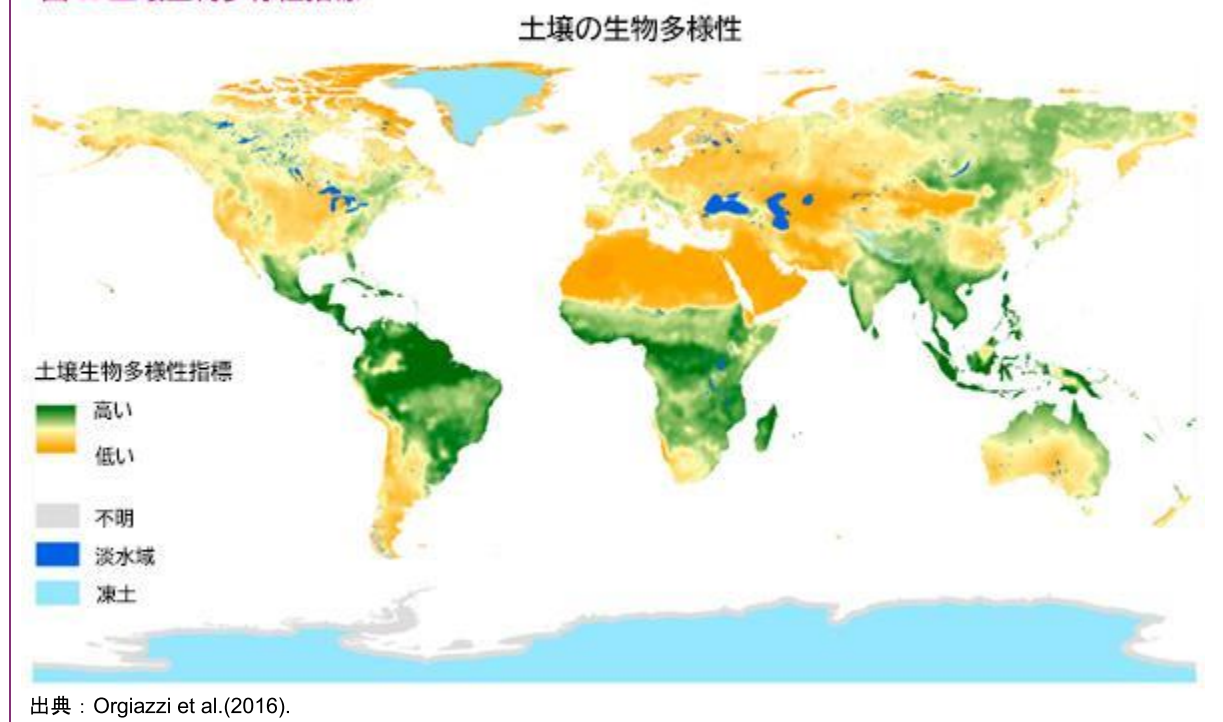 土壌の生物多様性
土壌生物多様性指標
高い
低い
不明
淡水域
凍土
出典：Orgiazzi et al.(2016).